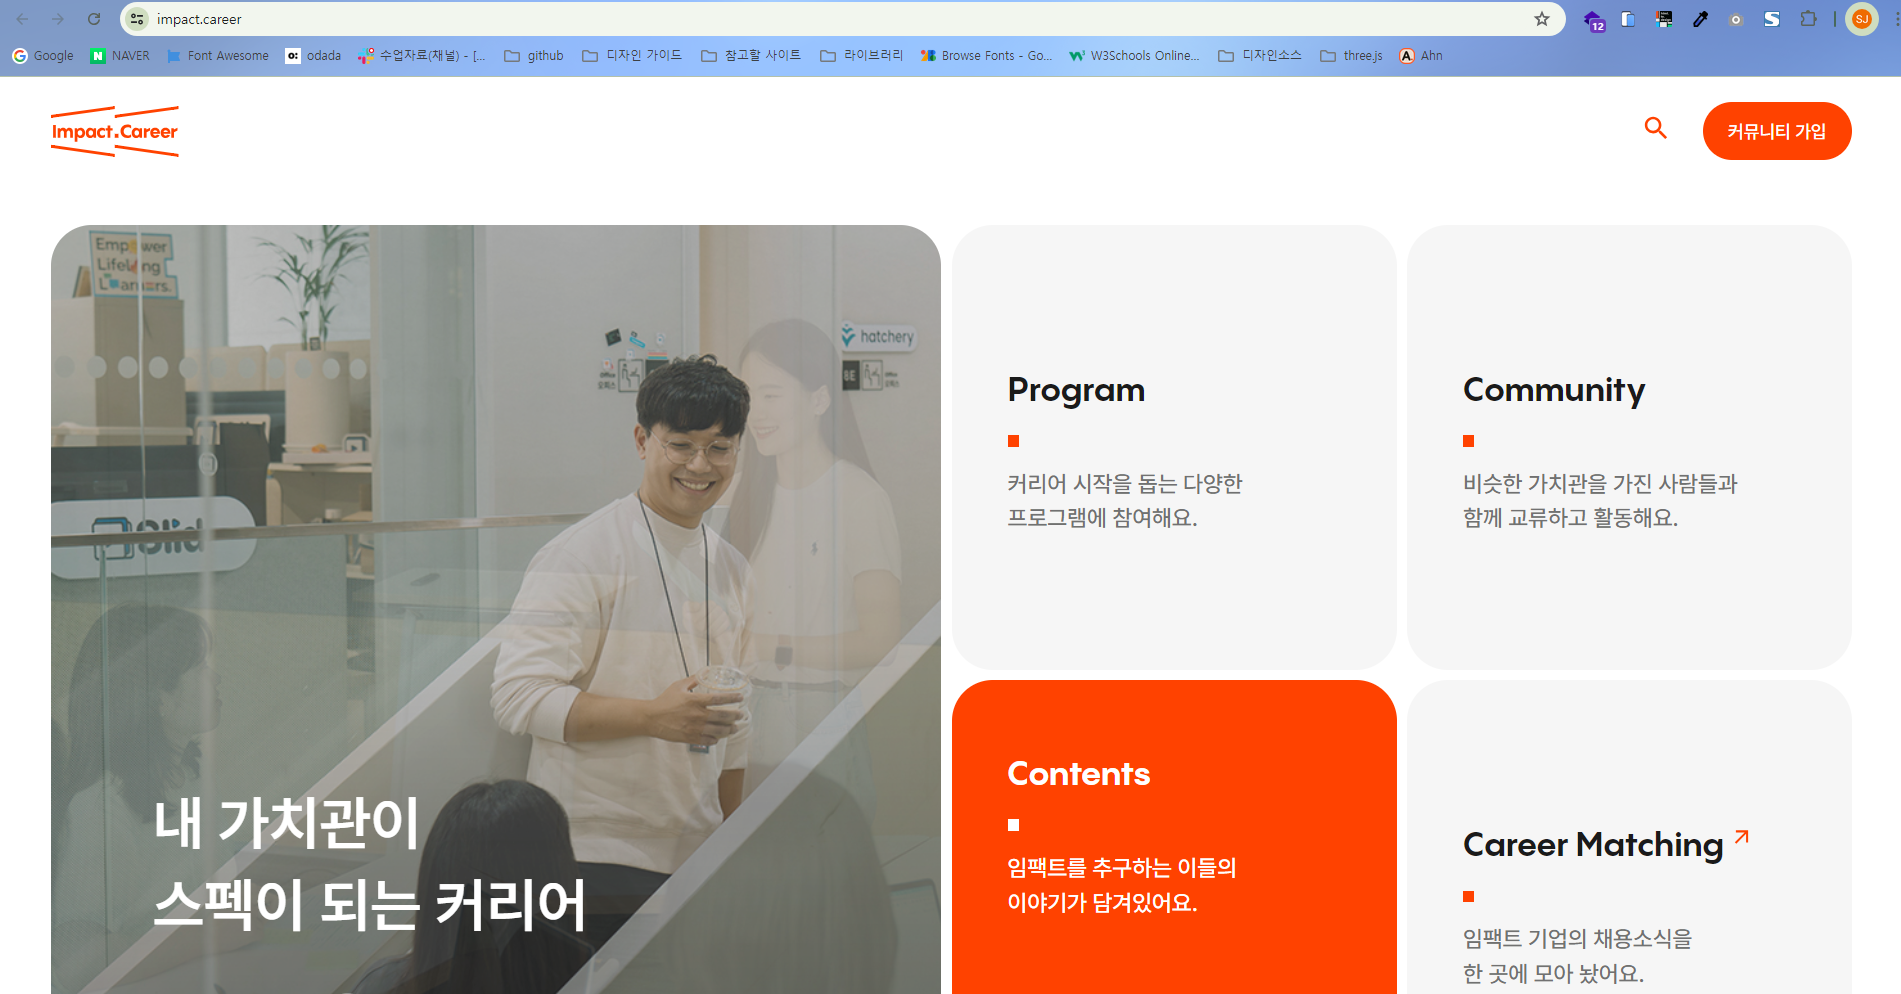 impact.career
12
SJ
Google
NAVER
Font Awesome
odada
수업자료(채널) - [...
github
디자인 가이드
참고할 사이트
라이브러리
Browse Fonts - Go...
W3Schools Online...
디자인소스
three.js
Ahn
Impact.Career
커뮤니티 가입
Empower
Lifelong
Learners.
hatchery
Office
오피스
내 가치관이
스펙이 되는 커리어
Program
커리어 시작을 돕는 다양한
프로그램에 참여해요.
Community
비슷한 가치관을 가진 사람들과
함께 교류하고 활동해요.
Contents
임팩트를 추구하는 이들의
이야기가 담겨있어요.
Career Matching
임팩트 기업의 채용소식을
한 곳에 모아 놨어요.